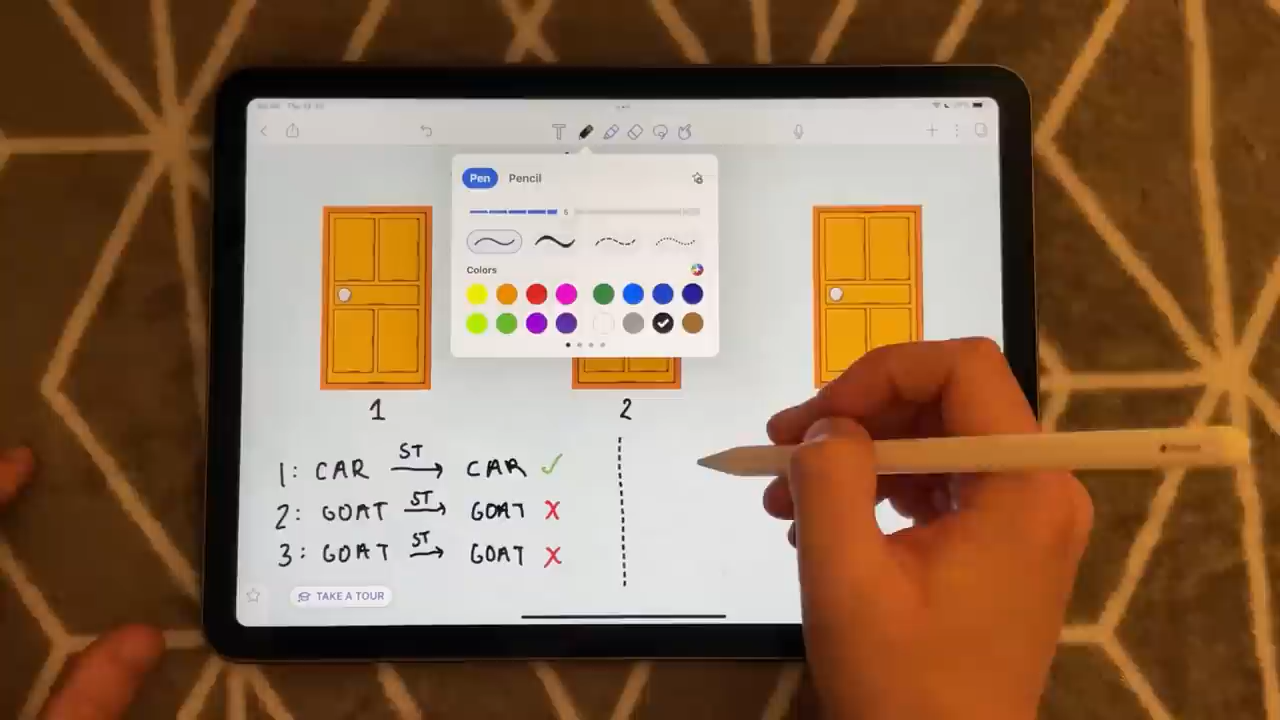 Pen Pencil
5
Colors
1 2
1: CAR ST → CAR ✓
2: GOAT ST → GOAT X
3: GOAT ST → GOAT X
TAKE A TOUR